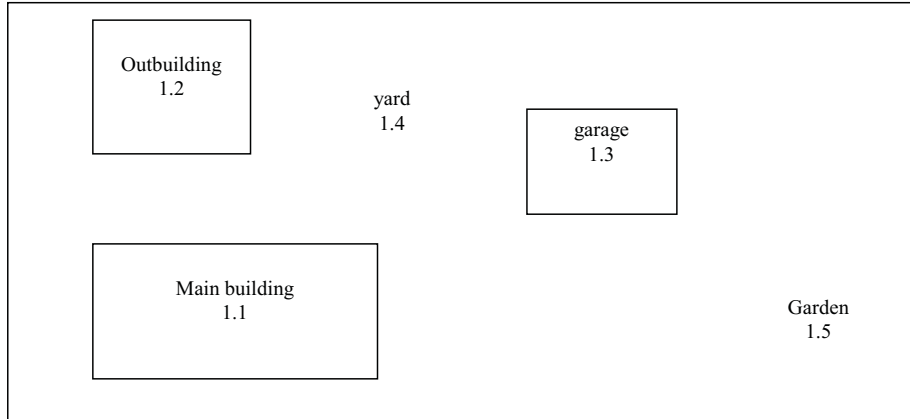 Outbuilding
1.2
yard
1.4
garage
1.3
Main building
1.1
Garden
1.5